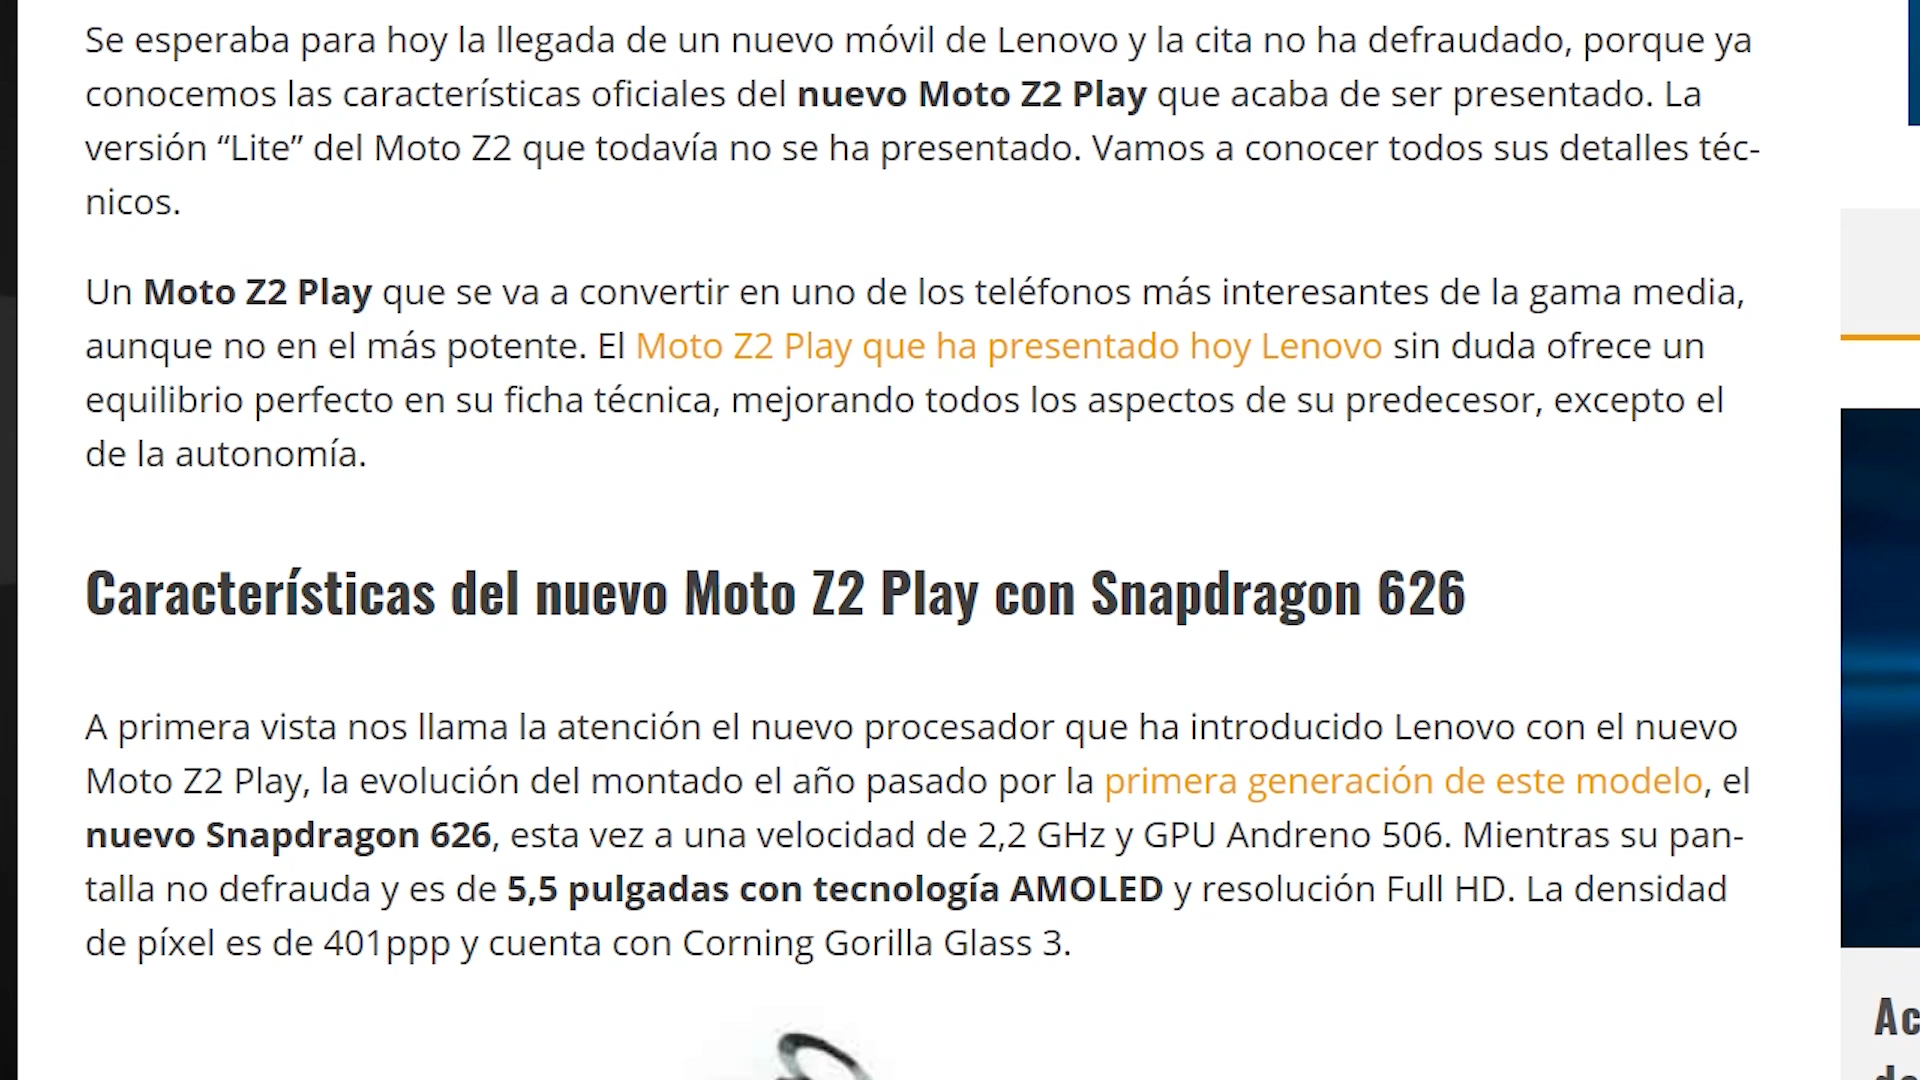 Se esperaba para hoy la llegada de un nuevo móvil de Lenovo y la cita no ha defraudado, porque ya
conocemos las características oficiales del nuevo Moto Z2 Play que acaba de ser presentado. La
versión “Lite” del Moto Z2 que todavía no se ha presentado. Vamos a conocer todos sus detalles téc-
nicos.
Un Moto Z2 Play que se va a convertir en uno de los teléfonos más interesantes de la gama media,
aunque no en el más potente. El Moto Z2 Play que ha presentado hoy Lenovo sin duda ofrece un
equilibrio perfecto en su ficha técnica, mejorando todos los aspectos de su predecesor, excepto el
de la autonomía.
Características del nuevo Moto Z2 Play con Snapdragon 626
A primera vista nos llama la atención el nuevo procesador que ha introducido Lenovo con el nuevo
Moto Z2 Play, la evolución del montado el año pasado por la primera generación de este modelo, el
nuevo Snapdragon 626, esta vez a una velocidad de 2,2 GHz y GPU Andreno 506. Mientras su pan-
talla no defrauda y es de 5,5 pulgadas con tecnología AMOLED y resolución Full HD. La densidad
de píxel es de 401ppp y cuenta con Corning Gorilla Glass 3.
Ac